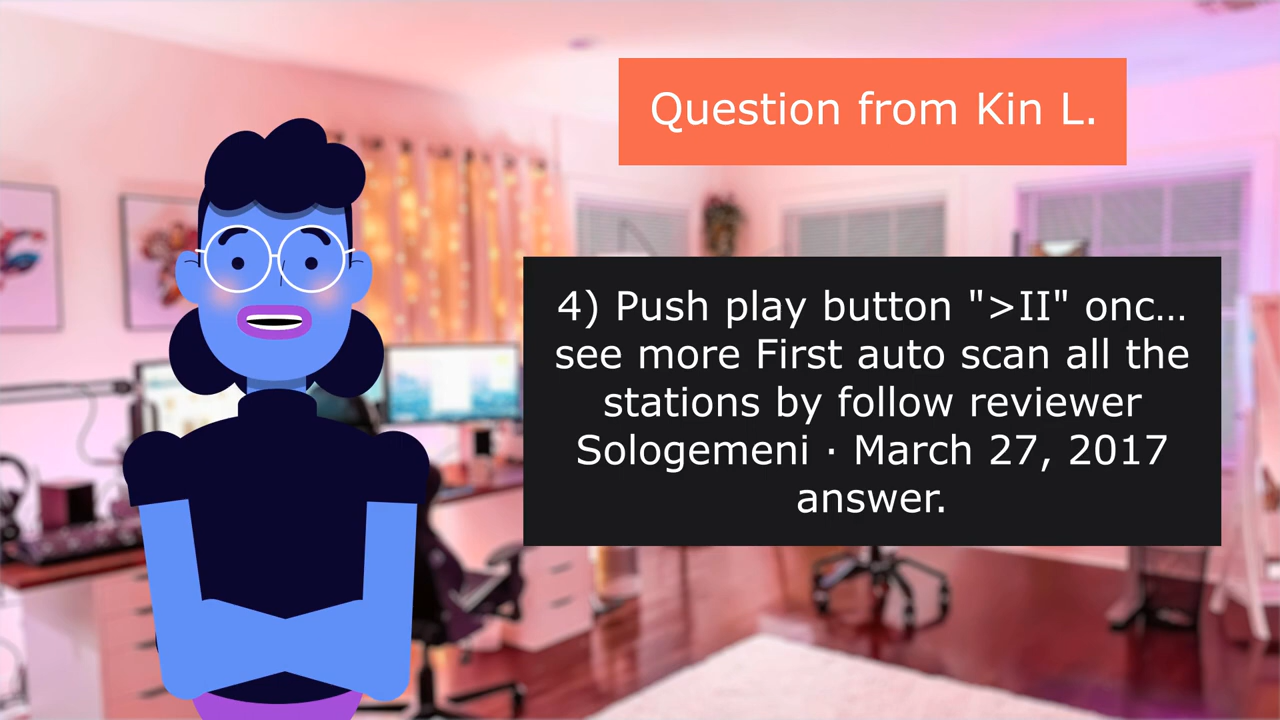 Question from Kin L.
4) Push play button ">II" onc...
see more First auto scan all the
stations by follow reviewer
Sologemeni · March 27, 2017
answer.